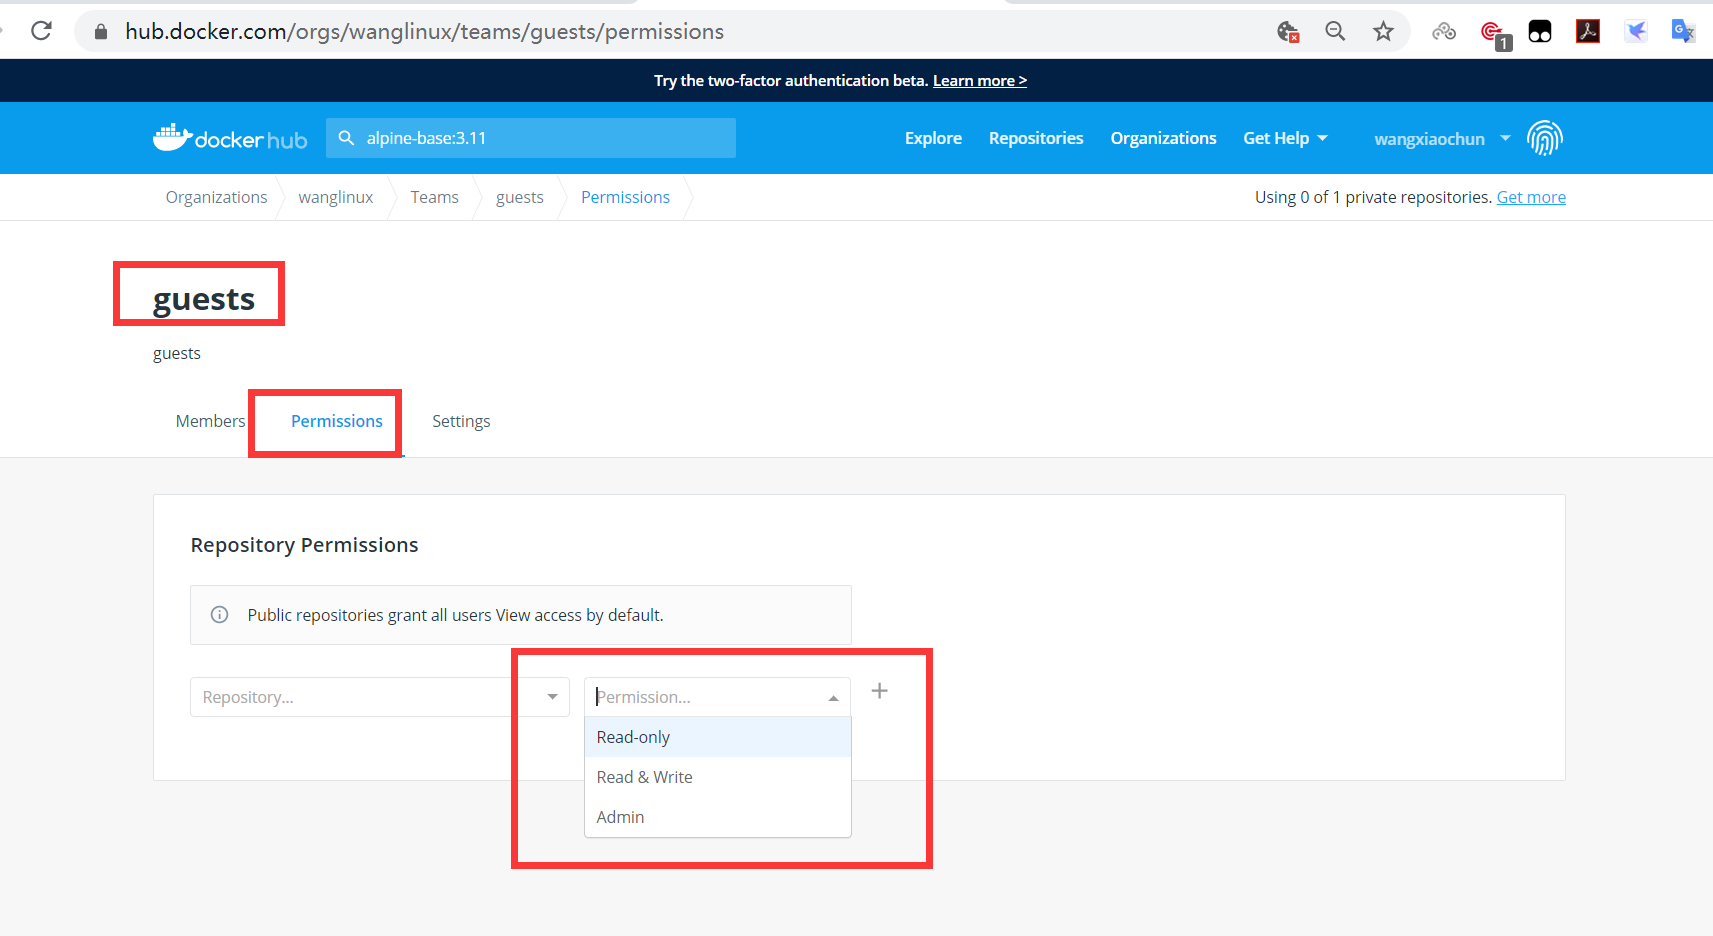 hub.docker.com/orgs/wanglinux/teams/guests/permissions
1
G
Try the two-factor authentication beta. Learn more >
docker hub
alpine-base:3.11
Explore
Repositories
Organizations
Get Help
wangxiaochun
Organizations
wanglinux
Teams
guests
Permissions
Using 0 of 1 private repositories. Get more
guests
guests
Members
Permissions
Settings
Repository Permissions
Public repositories grant all users View access by default.
Repository...
Permission...
Read-only
Read & Write
Admin